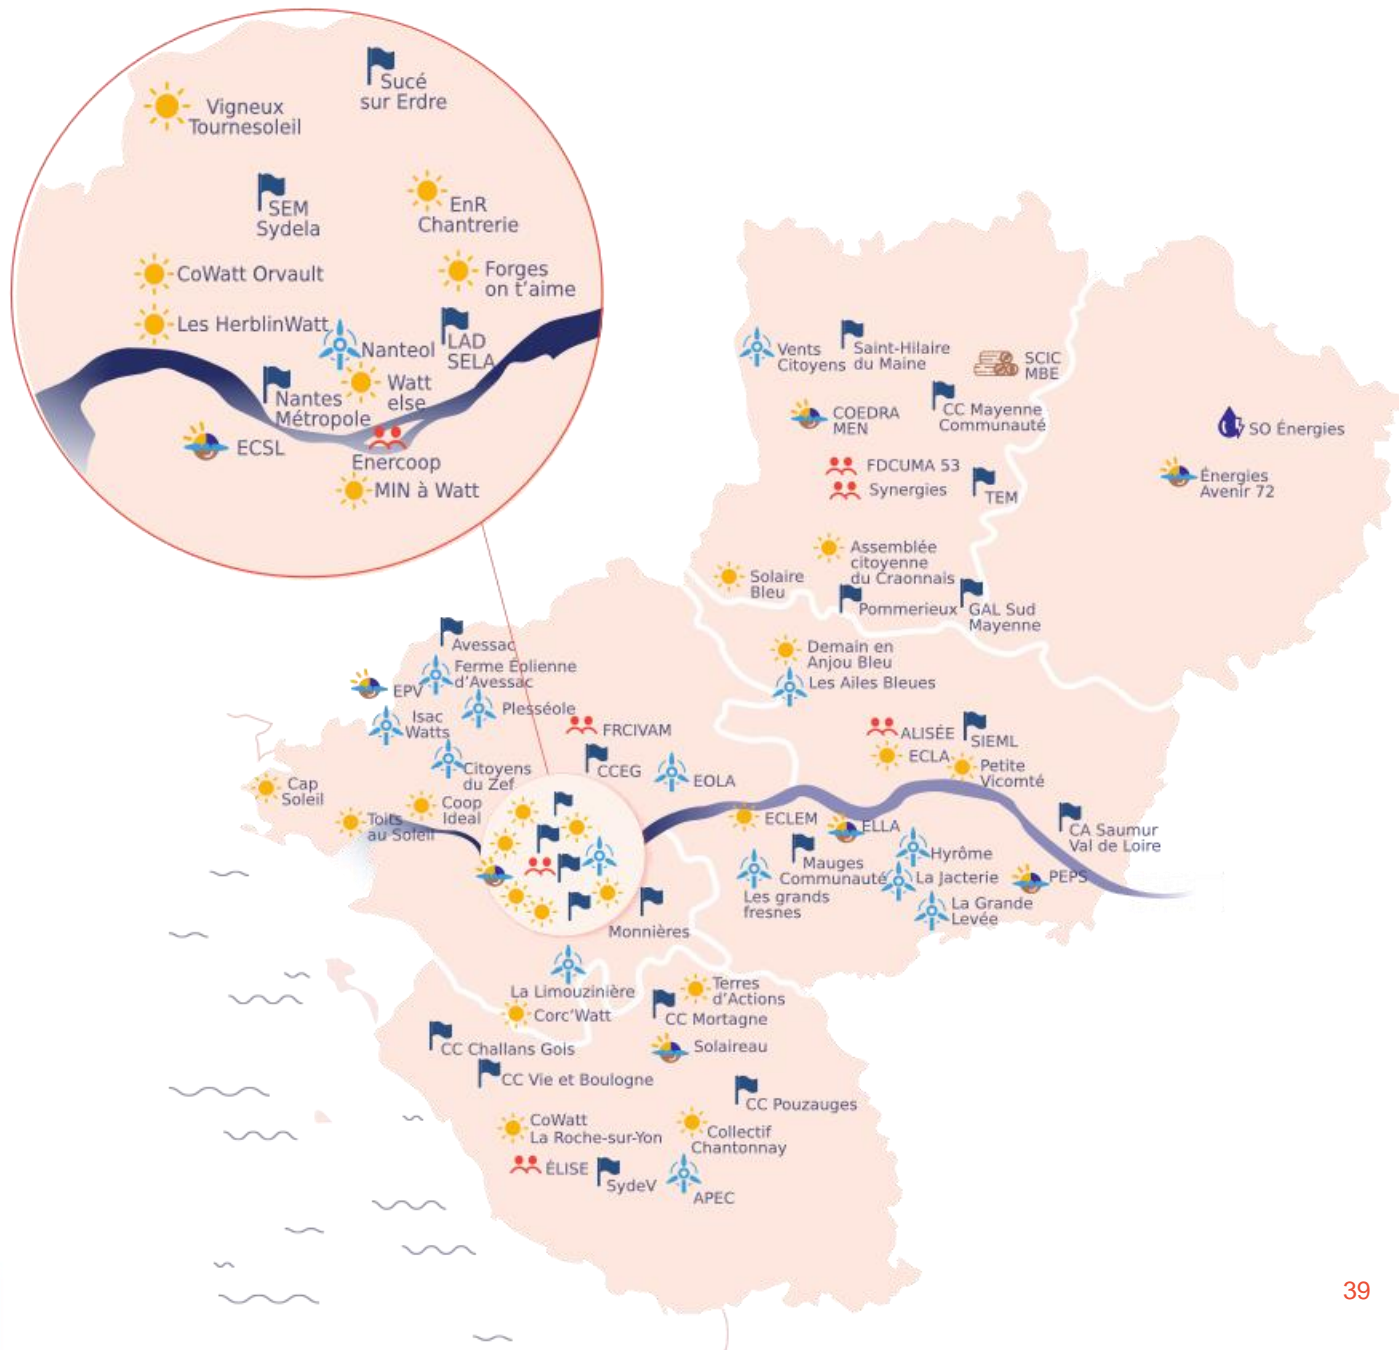 Sucé
sur Erdre
Vigneux
Tournesoleil
SEM
Sydela
EnR
Chantrerie
CoWatt Orvault
Forges
on t’aime
Les HerblinWatt
Nanteol
LAD
SELA
Watt
else
Nantes
Métropole
ECSL
Enercoop
MIN à Watt
Vents
Citoyens
Saint-Hilaire
du Maine
SCIC
MBE
COEDRA
MEN
CC Mayenne
Communauté
SO Énergies
FDCUMA 53
Synergies
TEM
Énergies
Avenir 72
Assemblée
citoyenne
du Craonnais
Solaire
Bleu
Pommerieux
GAL Sud
Mayenne
Avessac
Ferme Éolienne
d’Avessac
EPV
Plesséole
Isac
Watts
Demain en
Anjou Bleu
Les Ailes Bleues
FRCIVAM
ALISÉE
SIEML
ECLA
Petite
Vicomté
Citoyens
du Zef
CCEG
EOLA
Cap
Soleil
Coop
Ideal
Toits
au Soleil
ECLEM
ELLA
CA Saumur
Val de Loire
Mauges
Communauté
Hyrôme
La Jacterie
PEPS
Les grands
fresnes
La Grande
Levée
Monnières
La Limouzinière
Terres
d’Actions
Corc’Watt
CC Mortagne
CC Challans Gois
Solaireau
CC Vie et Boulogne
CC Pouzauges
CoWatt
La Roche-sur-Yon
Collectif
Chantonnay
ÉLISE
SydeV
APEC
39